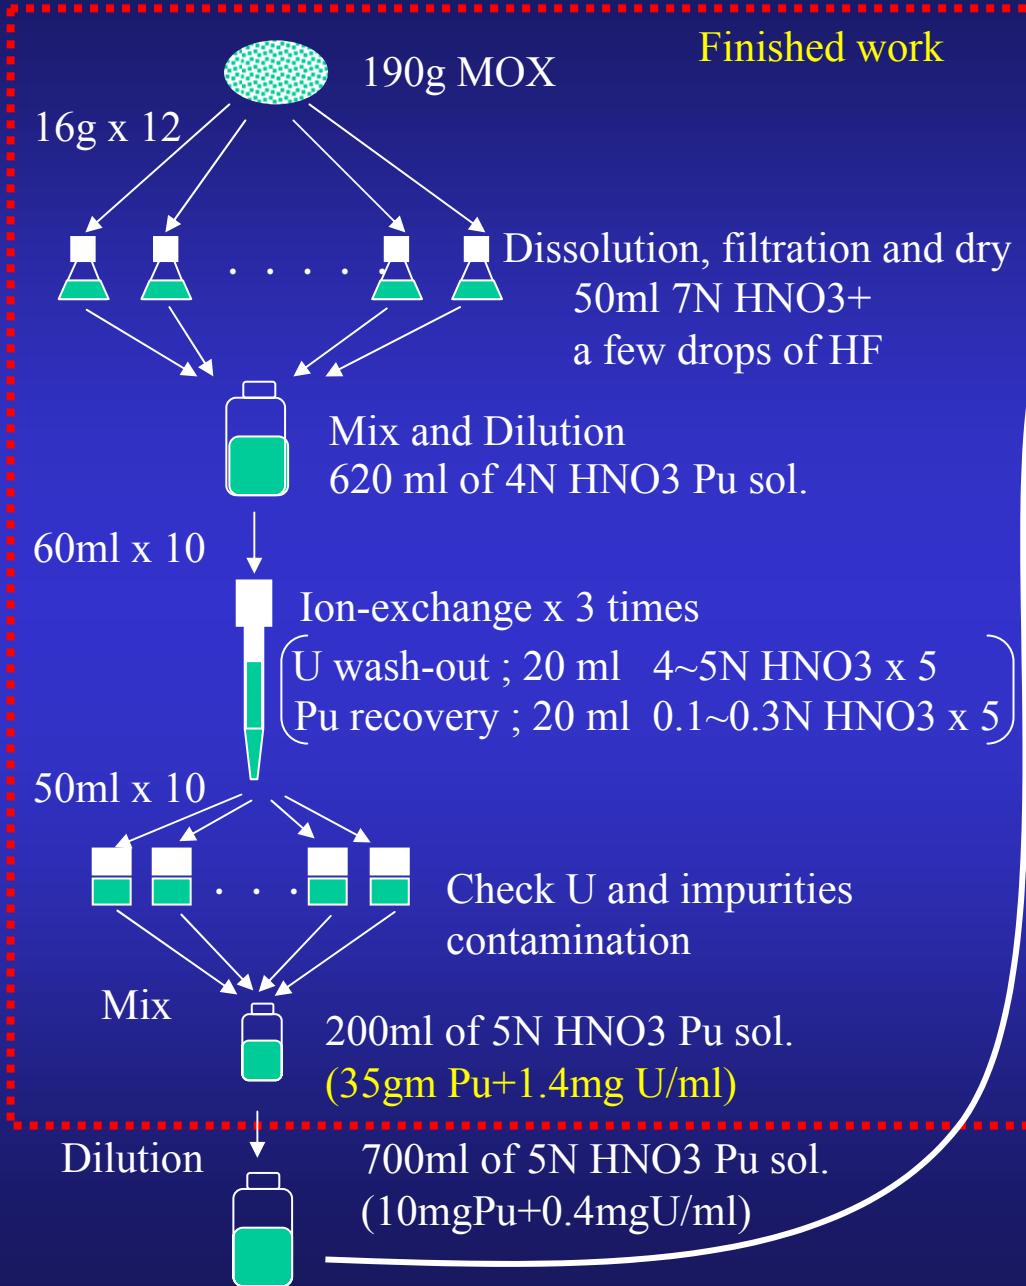 Finished work
190g MOX
16g x 12
Dissolution, filtration and dry
50ml 7N HNO3+
a few drops of HF
Mix and Dilution
620 ml of 4N HNO3 Pu sol.
60ml x 10
Ion-exchange x 3 times
U wash-out ; 20 ml 4~5N HNO3 x 5
Pu recovery ; 20 ml 0.1~0.3N HNO3 x 5
50ml x 10
Check U and impurities
contamination
Mix
200ml of 5N HNO3 Pu sol.
(35gm Pu+1.4mg U/ml)
Dilution
700ml of 5N HNO3 Pu sol.
(10mgPu+0.4mgU/ml)